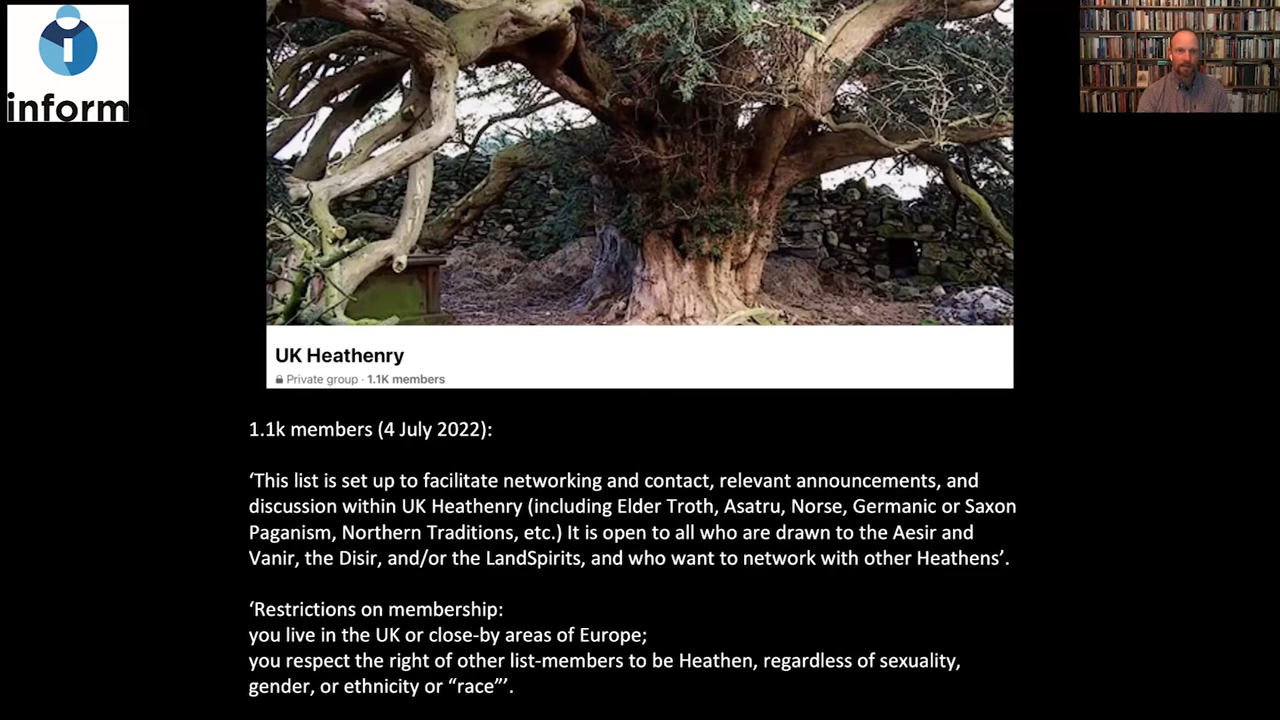 inform
UK Heathenry
Private group · 1.1K members
1.1k members (4 July 2022):
‘This list is set up to facilitate networking and contact, relevant announcements, and
discussion within UK Heathenry (including Elder Troth, Asatru, Norse, Germanic or Saxon
Paganism, Northern Traditions, etc.) It is open to all who are drawn to the Aesir and
Vanir, the Disir, and/or the LandSpirits, and who want to network with other Heathens’.
‘Restrictions on membership:
you live in the UK or close-by areas of Europe;
you respect the right of other list-members to be Heathen, regardless of sexuality,
gender, or ethnicity or “race”’.